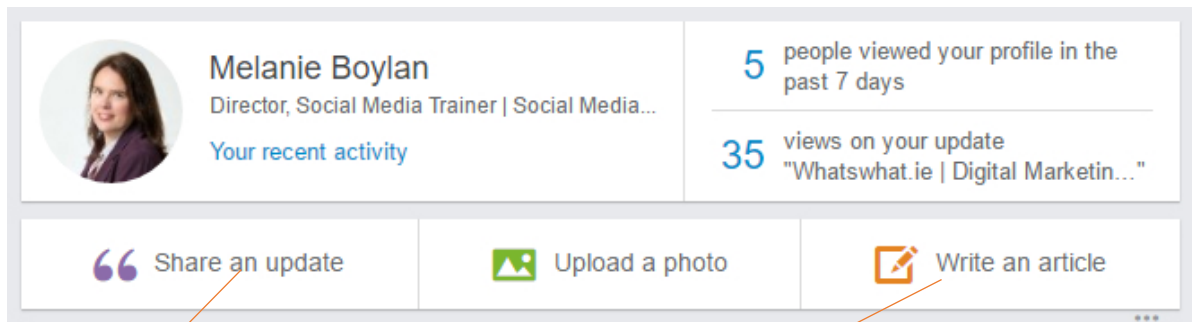 Melanie Boylan
Director, Social Media Trainer | Social Media...
Your recent activity
5 people viewed your profile in the
past 7 days
35 views on your update
"Whatswhat.ie | Digital Marketin..."
Share an update
Upload a photo
Write an article